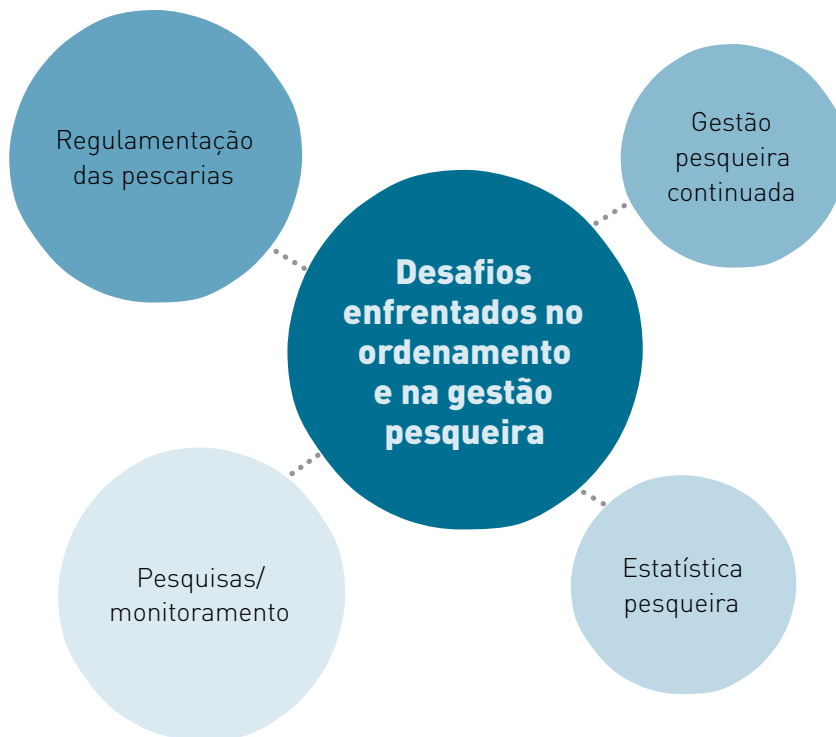 Regulamentação
das pescarias
Gestão
pesqueira
continuada
Desafios
enfrentados no
ordenamento
e na gestão
pesqueira
Pesquisas/
monitoramento
Estatística
pesqueira